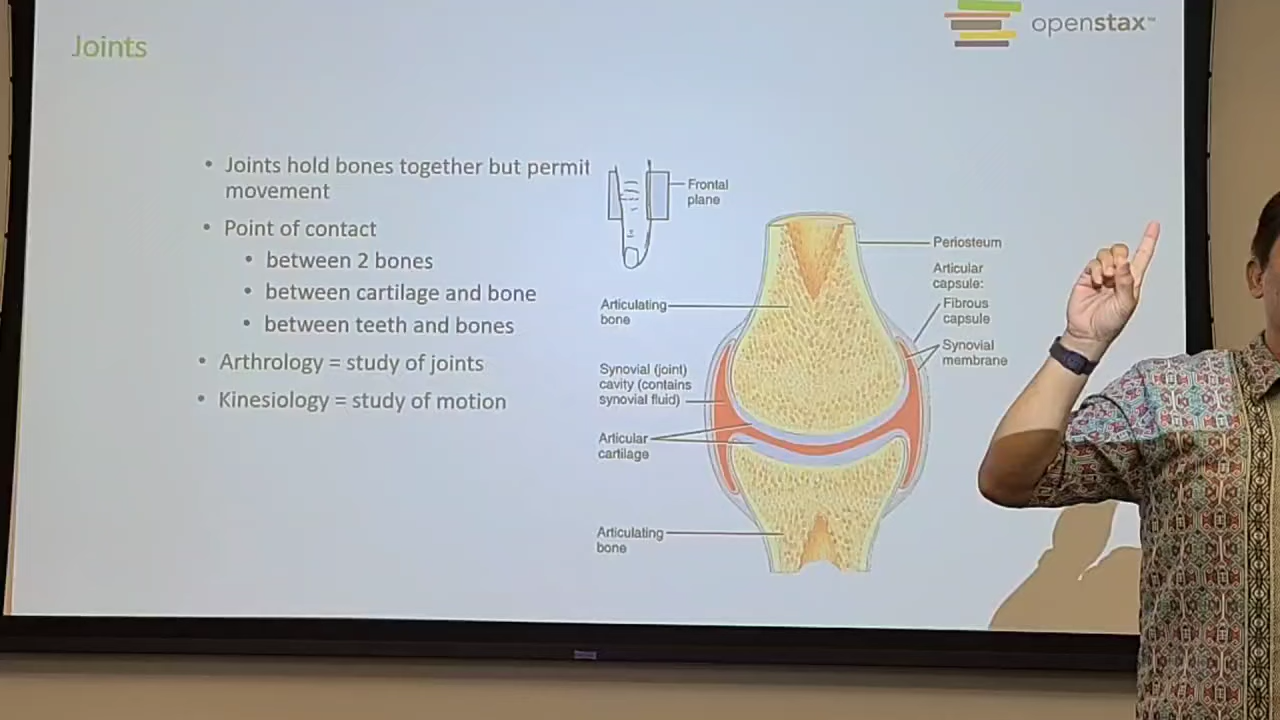 Joints
openstax™
• Joints hold bones together but permit
movement
• Point of contact
• between 2 bones
• between cartilage and bone
• between teeth and bones
• Arthrology = study of joints
• Kinesiology = study of motion
Frontal
plane
Periosteum
Articular
capsule:
Fibrous
capsule
Synovial
membrane
Articulating
bone
Synovial (joint)
cavity (contains
synovial fluid)
Articular
cartilage
Articulating
bone